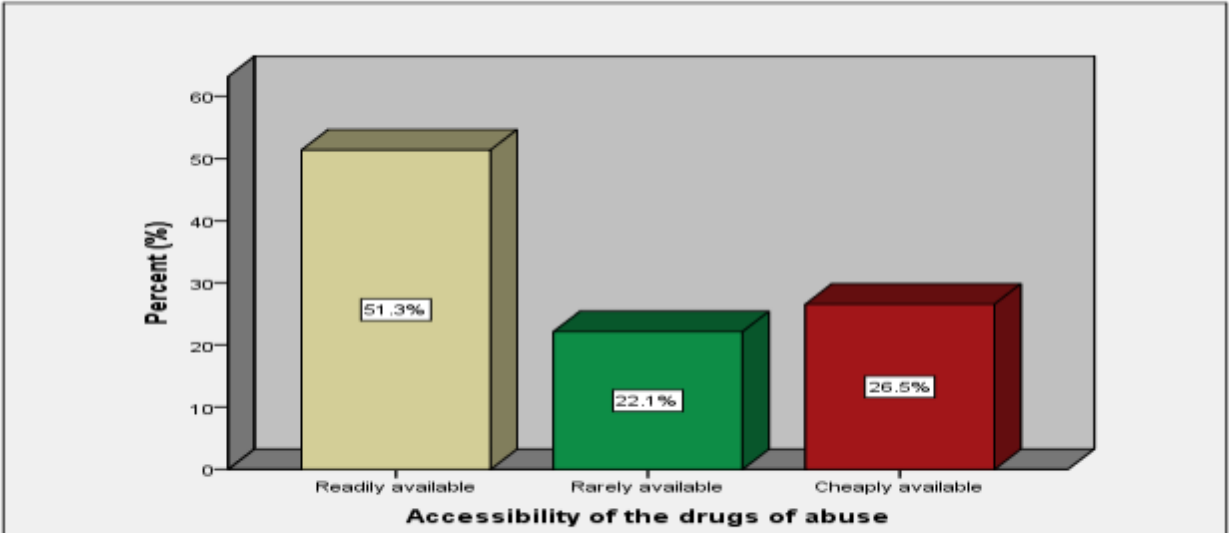 Percent (%)
60
50
40
30
20
10
0
51.3%
22.1%
26.5%
Readily available
Rarely available
Cheaply available
Accessibility of the drugs of abuse